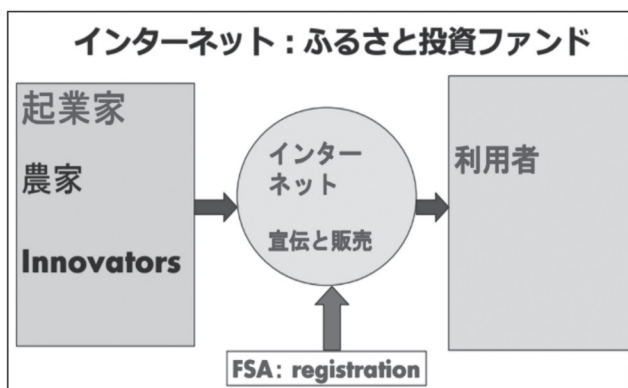 インターネット：ふるさと投資ファンド
起業家
農家
Innovators
インター
ネット
宣伝と販売
利用者
FSA: registration